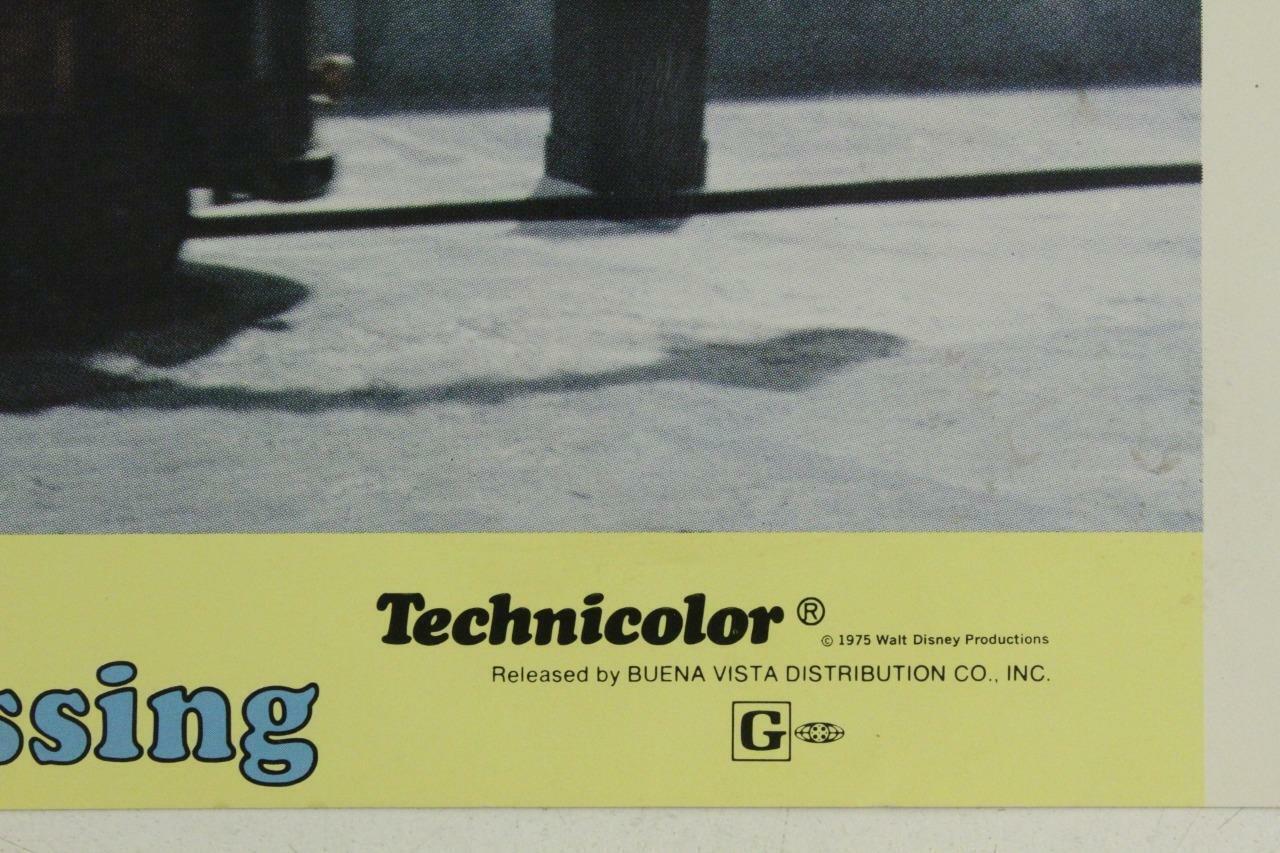 Technicolor ®
© 1975 Walt Disney Productions
Released by BUENA VISTA DISTRIBUTION CO., INC.
ssing
G